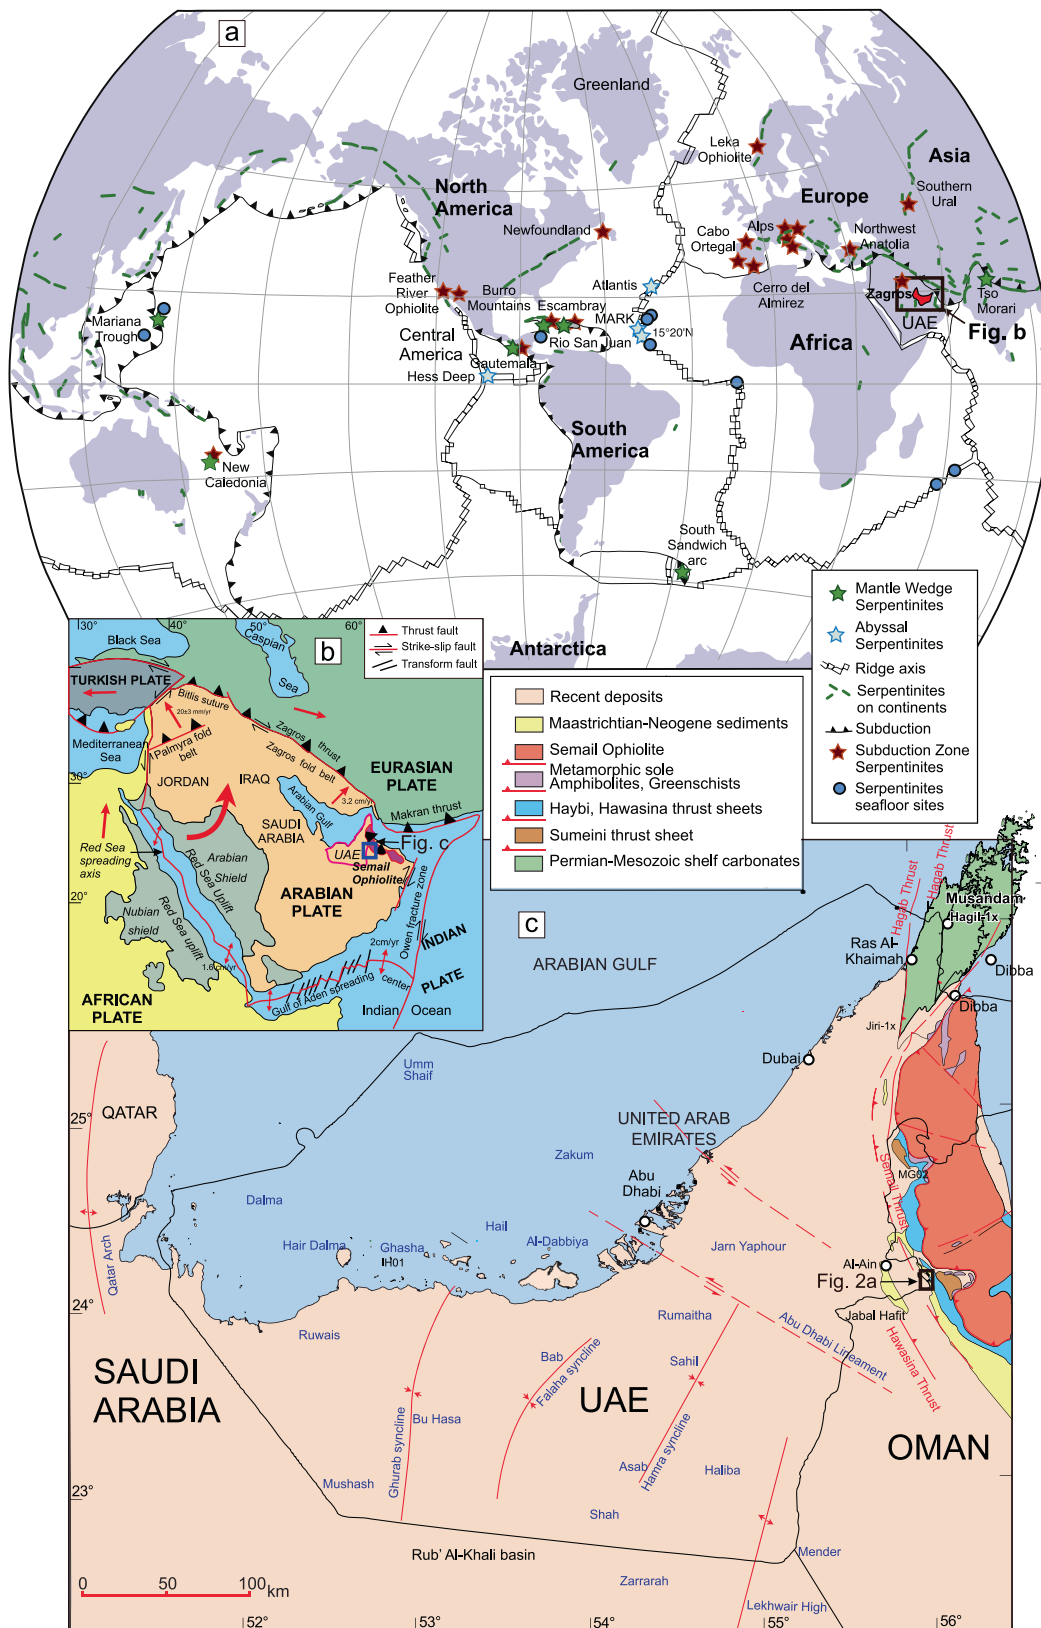 a
Greenland
Leka
Ophiolite
Asia
North
America
Europe
Southern
Ural
Newfoundland
Cabo
Ortegal
Alps
Northwest
Anatolia
Feather
River
Ophiolite
Burro
Mountains
Atlantis
Cerro del
Almirez
Zagros
Tso
Morari
Mariana
Trough
Escambray
MARK
15°20'N
UAE
Fig. b
Central
America
Rio San Juan
Africa
Gautemala
Hess Deep
South
America
New
Caledonia
South
Sandwich
arc
Antarctica
Mantle Wedge
Serpentinites
Abyssal
Serpentinites
Ridge axis
Serpentinites
on continents
Subduction
Subduction Zone
Serpentinites
Serpentinites
seafloor sites
b
30°
40°
50°
60°
Thrust fault
Strike-slip fault
Transform fault
Black Sea
Caspian
Sea
TURKISH PLATE
Bitlis suture
20±3 mm/yr
Mediterranean
Sea
Palmyra fold
belt
Zagros thrust
Zagros fold belt
30°
JORDAN
IRAQ
EURASIAN
PLATE
3.2 cm/yr
Arabian Gulf
Makran thrust
SAUDI
ARABIA
Fig. c
UAE
Semail
Ophiolite
Red Sea
spreading
axis
Arabian
Shield
Red Sea Uplift
20°
ARABIAN
PLATE
Nubian
shield
Red Sea uplift
Owen fracture zone
INDIAN
PLATE
1.6 cm/yr
2cm/yr
Gulf of Aden spreading
center
AFRICAN
PLATE
Indian
Ocean
Recent deposits
Maastrichtian-Neogene sediments
Semail Ophiolite
Metamorphic sole
Amphibolites, Greenschists
Haybi, Hawasina thrust sheets
Sumeini thrust sheet
Permian-Mesozoic shelf carbonates
c
Hagab Thrust
Hagab Thrust
Musandam
Hagil-1x
Ras Al-
Khaimah
ARABIAN GULF
Dibba
Dibba
Jiri-1x
Dubai
Umm
Shaif
QATAR
25°
UNITED ARAB
EMIRATES
Zakum
Abu
Dhabi
MG02
Semail Thrust
Dalma
Hail
Hair Dalma
Ghasha
IH01
Al-Dabbiya
Jarn Yaphour
Al-Ain
Fig. 2a
Qatar Arch
24°
Jabal Hafit
Ruwais
Rumaitha
Abu Dhabi Lineament
Hawasina Thrust
SAUDI
ARABIA
Bab
Falaha syncline
Sahil
UAE
Bu Hasa
Ghurab syncline
OMAN
Asab
Hamra syncline
Haliba
Mushash
23°
Shah
Rub' Al-Khali basin
Mender
Zarrarah
0
50
100
km
Lekhwair High
52°
53°
54°
55°
56°